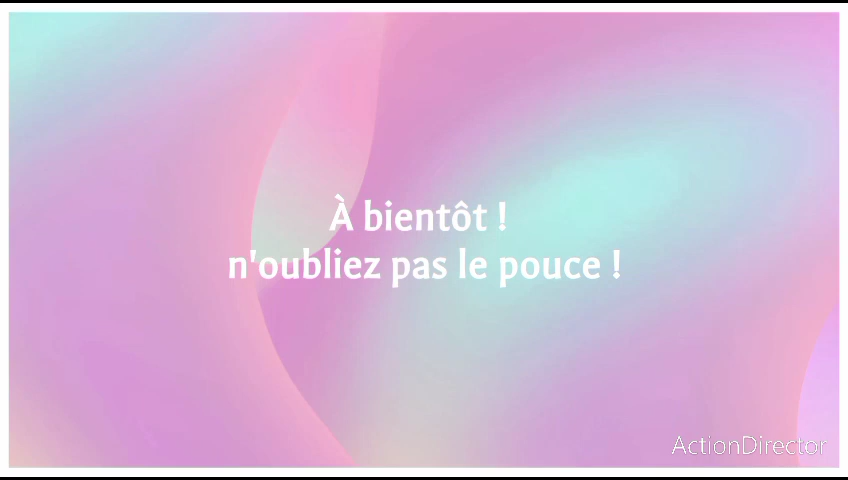 À bientôt !
n'oubliez pas le pouce !
ActionDirector